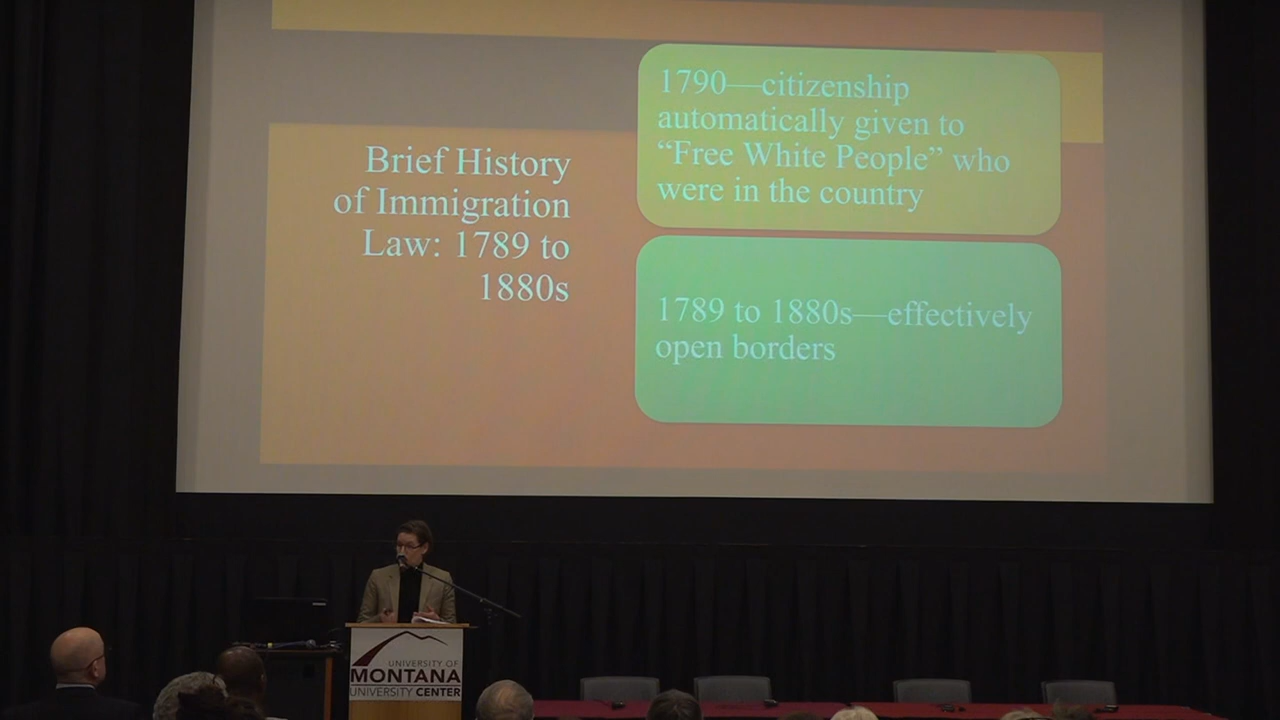 Brief History
of Immigration
Law: 1789 to
1880s
1790—citizenship
automatically given to
“Free White People” who
were in the country
1789 to 1880s—effectively
open borders
UNIVERSITY OF
MONTANA
UNIVERSITY CENTER